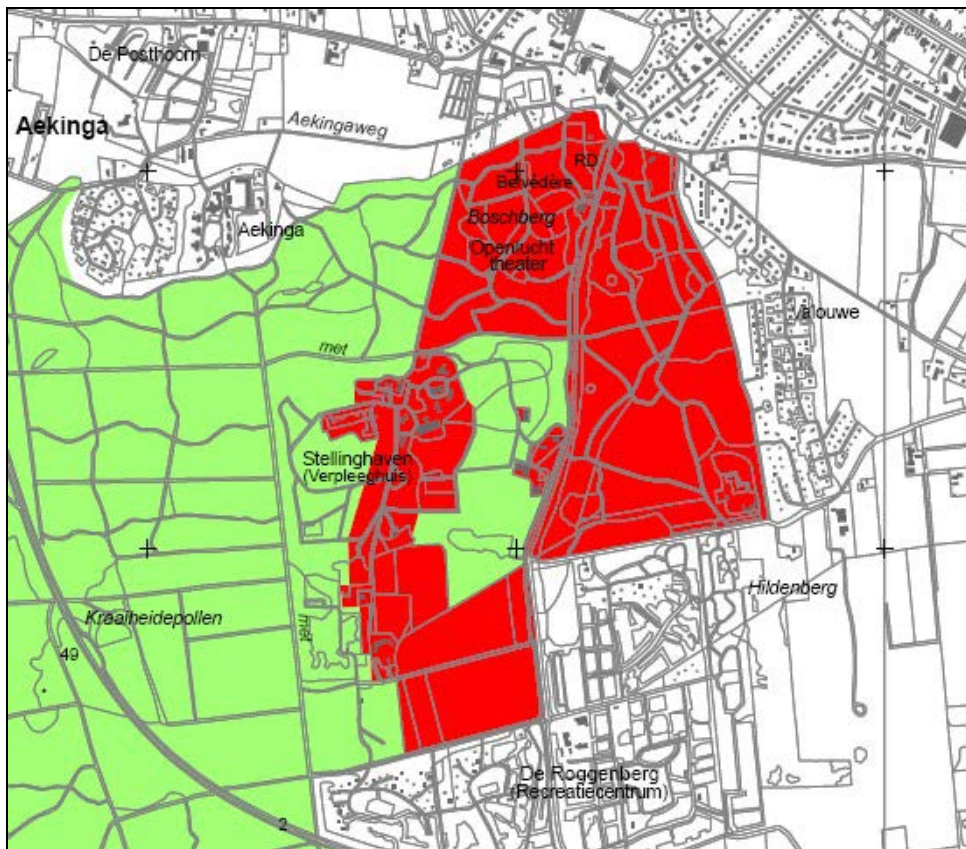 De Posthoorn
Aekinga
Aekingaweg
RD
Belvédère
Boschberg
Openlucht
theater
Aekinga
Valouwe
met
Stellinghaven
(Verpleeghuis)
Hildenberg
Kraaiheidepollen
met
49
De Roggenberg
(Recreatiecentrum)
2